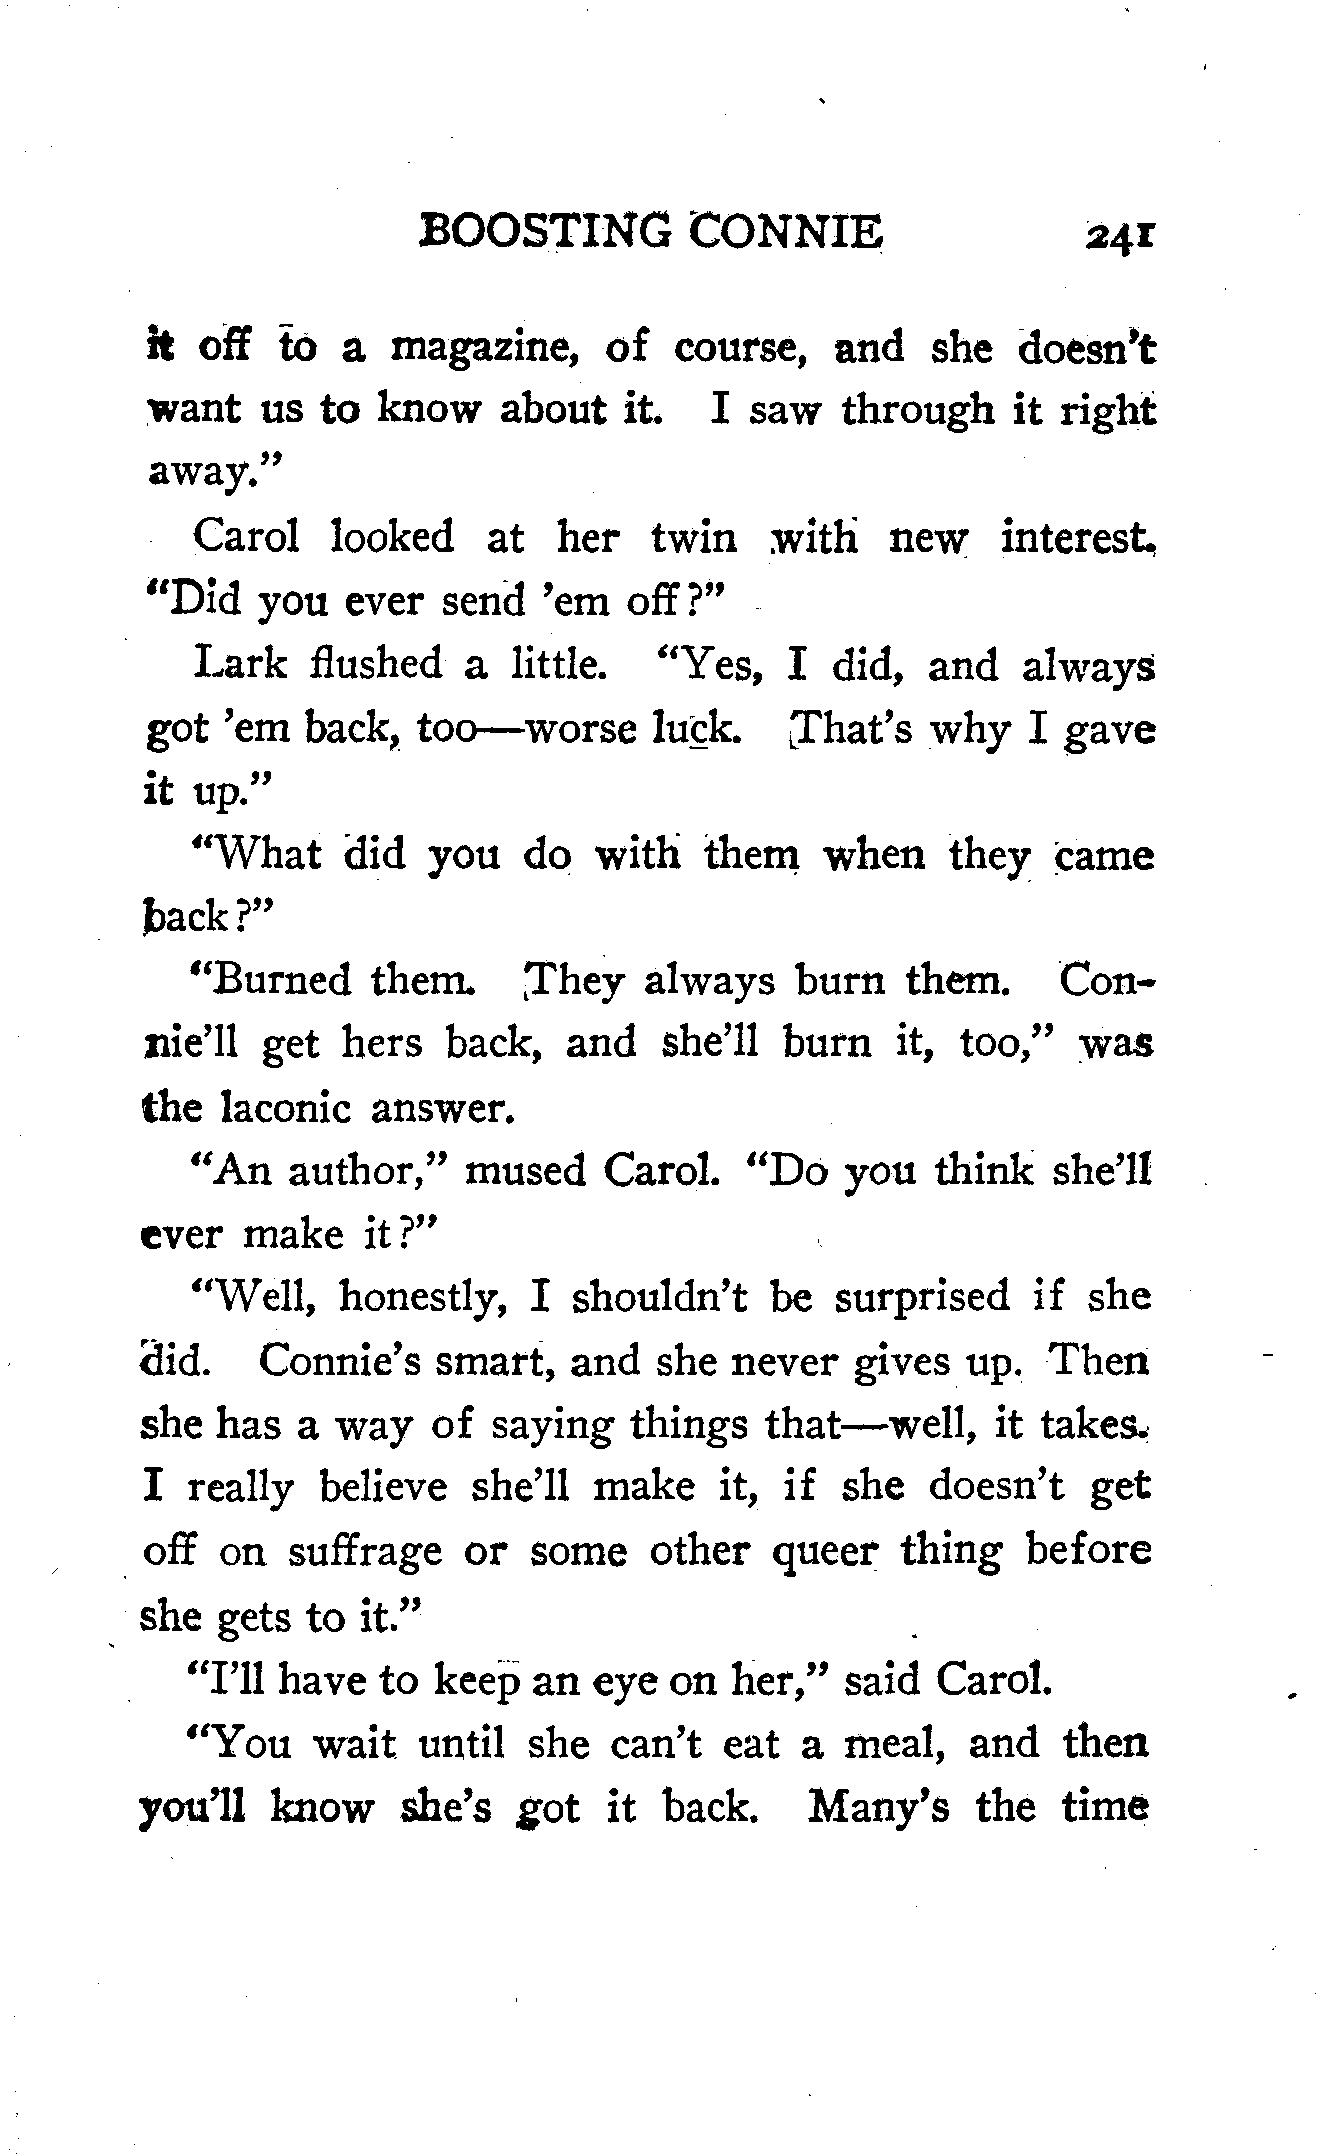 BOOSTING CONNIE 241
it off to a magazine, of course, and she doesn't
want us to know about it. I saw through it right
away."
Carol looked at her twin with new interest.
"Did you ever send 'em off?"
Lark flushed a little. "Yes, I did, and always
got 'em back, too—worse luck. That's why I gave
it up."
"What did you do with them when they came
back?"
"Burned them. They always burn them. Con-
nie'll get hers back, and she'll burn it, too," was
the laconic answer.
"An author," mused Carol. "Do you think she'll
ever make it?"
"Well, honestly, I shouldn't be surprised if she
did. Connie's smart, and she never gives up. Then
she has a way of saying things that—well, it takes.
I really believe she'll make it, if she doesn't get
off on suffrage or some other queer thing before
she gets to it."
"I'll have to keep an eye on her," said Carol.
"You wait until she can't eat a meal, and then
you'll know she's got it back. Many's the time